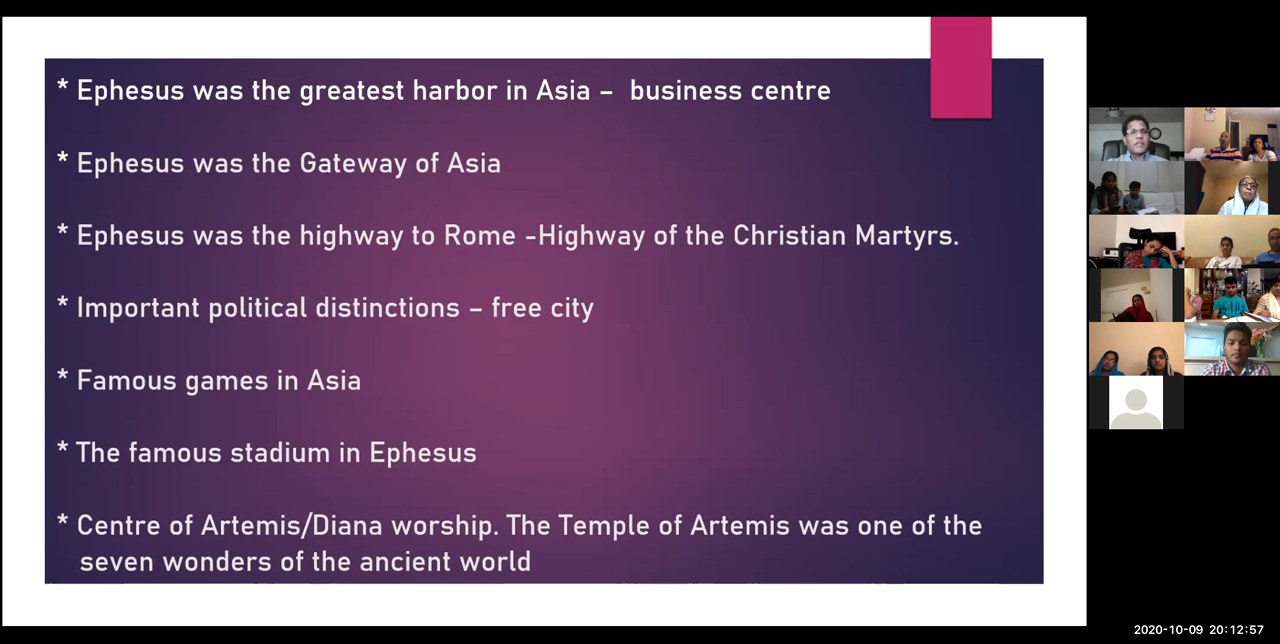 * Ephesus was the greatest harbor in Asia – business centre
* Ephesus was the Gateway of Asia
* Ephesus was the highway to Rome -Highway of the Christian Martyrs.
* Important political distinctions – free city
* Famous games in Asia
* The famous stadium in Ephesus
* Centre of Artemis/Diana worship. The Temple of Artemis was one of the
seven wonders of the ancient world
2020-10-09 20:12:57